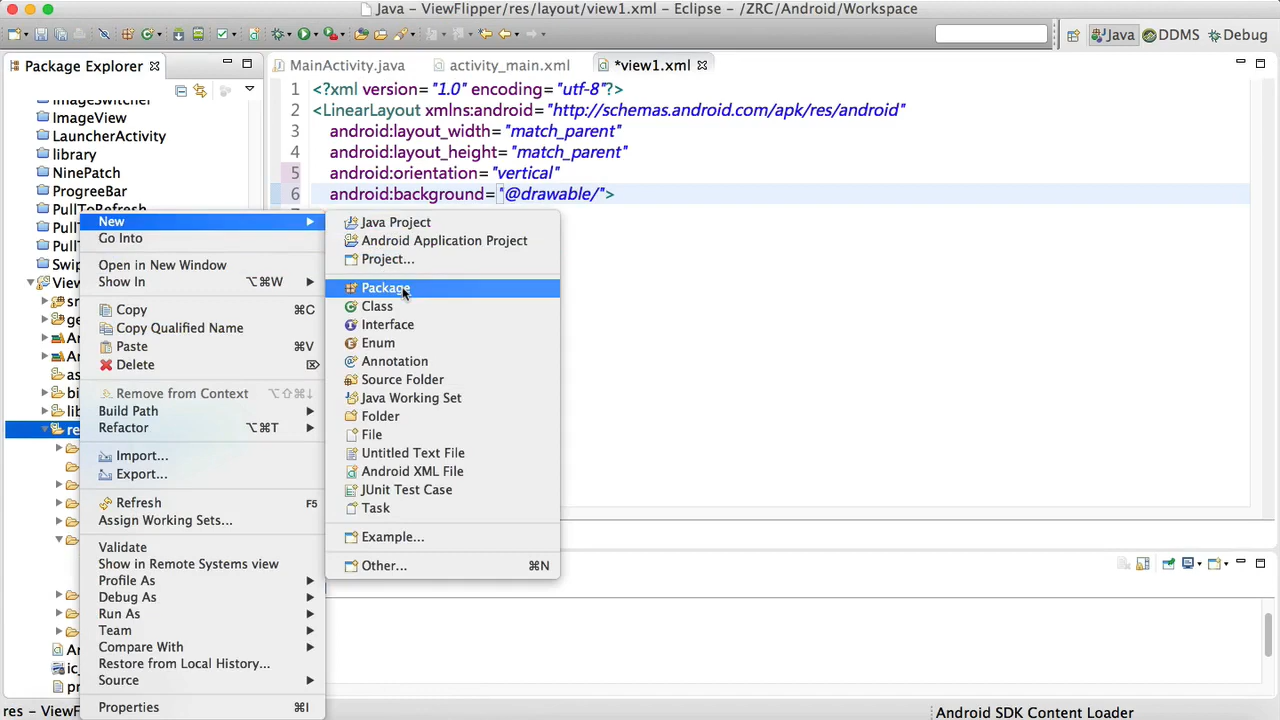 Java – ViewFlipper/res/layout/view1.xml – Eclipse – /ZRC/Android/Workspace
Java DDMS Debug
Package Explorer
MainActivity.java activity_main.xml *view1.xml
ImageSwitcher
ImageView
LauncherActivity
library
NinePatch
ProgreeBar
PullToRefresh
1 <?xml version="1.0" encoding="utf-8"?>
2 <LinearLayout xmlns:android="http://schemas.android.com/apk/res/android"
3 android:layout_width="match_parent"
4 android:layout_height="match_parent"
5 android:orientation="vertical"
6 android:background="@drawable/">
New
Go Into
Open in New Window
Show In ⌥⌘W
Copy ⌘C
Copy Qualified Name
Paste ⌘V
Delete ⌦
Remove from Context ⌥⇧⌘↓
Build Path
Refactor ⌥⌘T
Import...
Export...
Refresh F5
Assign Working Sets...
Validate
Show in Remote Systems view
Profile As
Debug As
Run As
Team
Compare With
Restore from Local History...
Source
Properties ⌘I
Java Project
Android Application Project
Project...
Package
Class
Interface
Enum
Annotation
Source Folder
Java Working Set
Folder
File
Untitled Text File
Android XML File
JUnit Test Case
Task
Example...
Other... ⌘N
res – ViewF
Android SDK Content Loader